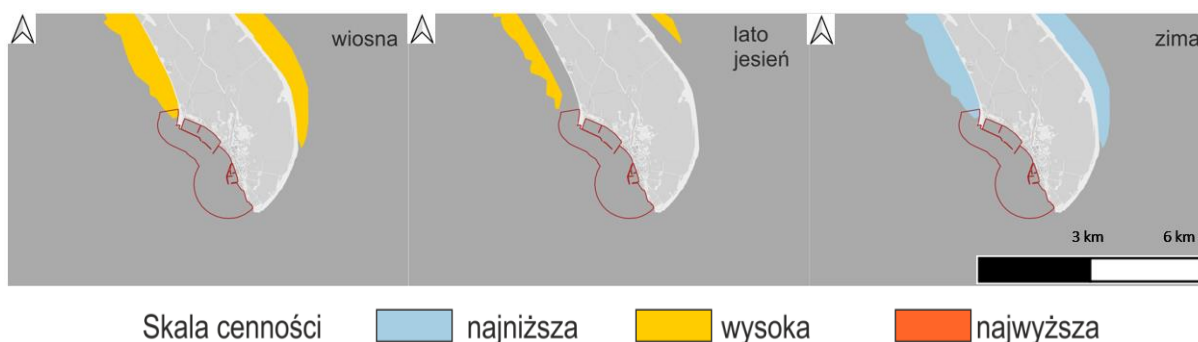 wiosna
lato
jesień
zima
3 km 6 km
Skala cenności najniższa wysoka najwyższa